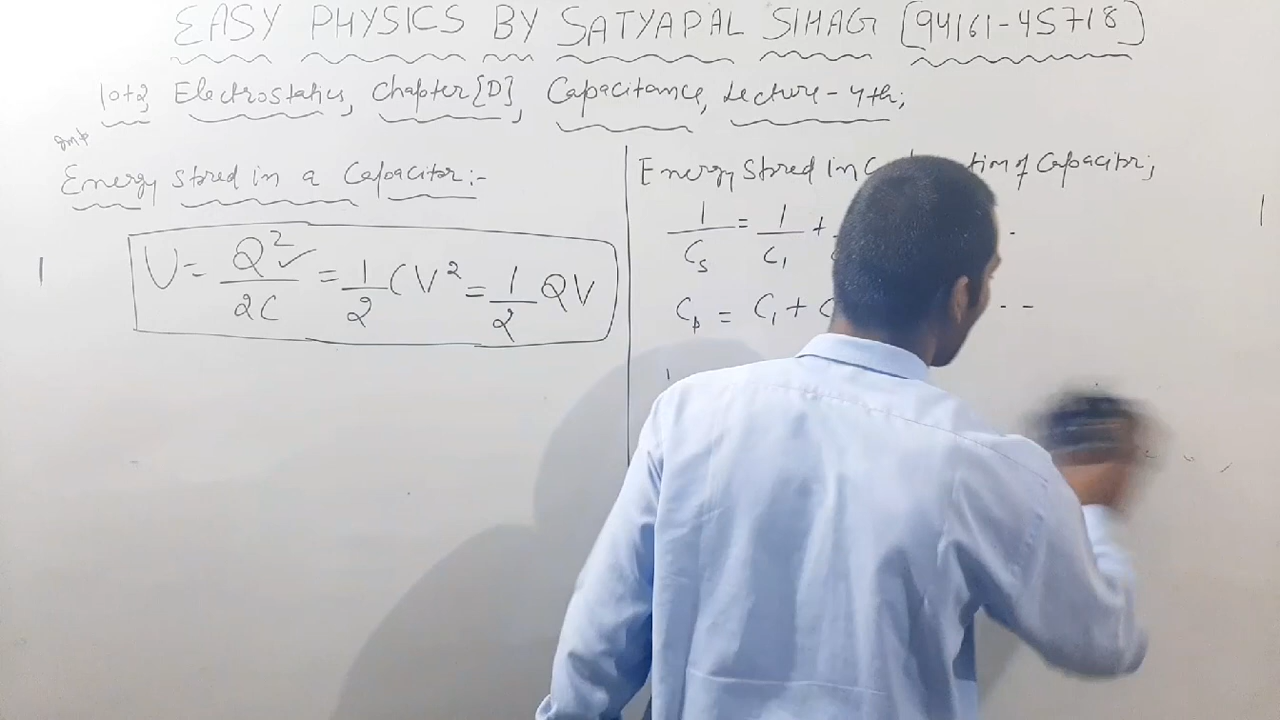 EASY PHYSICS BY SATYAPAL SIHAG [94161-45718]
10+2, Electrostatics, Chapter [D], Capacitance, Lecture - 4th;
Imp
Energy stored in a Capacitor:-
U = Q²/2C = 1/2 CV² = 1/2 QV
Energy stored in of Capacitor;
1/Cs = 1/C1 +
Cp = C1 + C - -